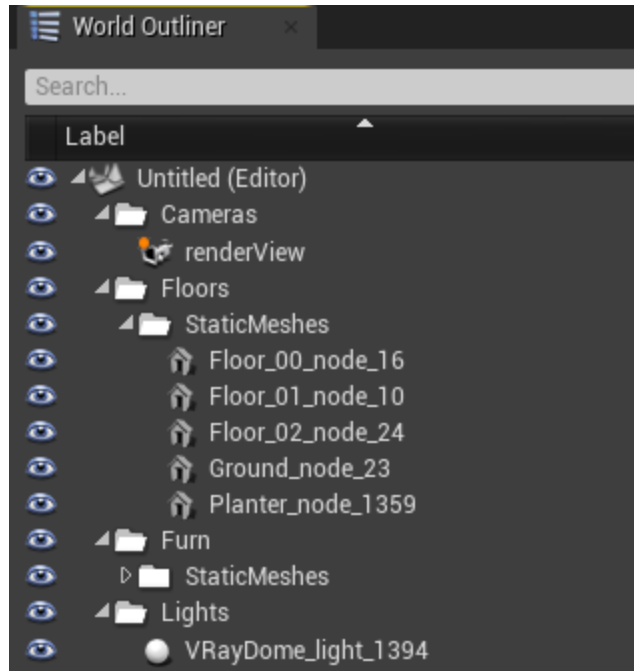 World Outliner
Search...
Label
Untitled (Editor)
Cameras
renderView
Floors
StaticMeshes
Floor_00_node_16
Floor_01_node_10
Floor_02_node_24
Ground_node_23
Planter_node_1359
Furn
StaticMeshes
Lights
VRayDome_light_1394